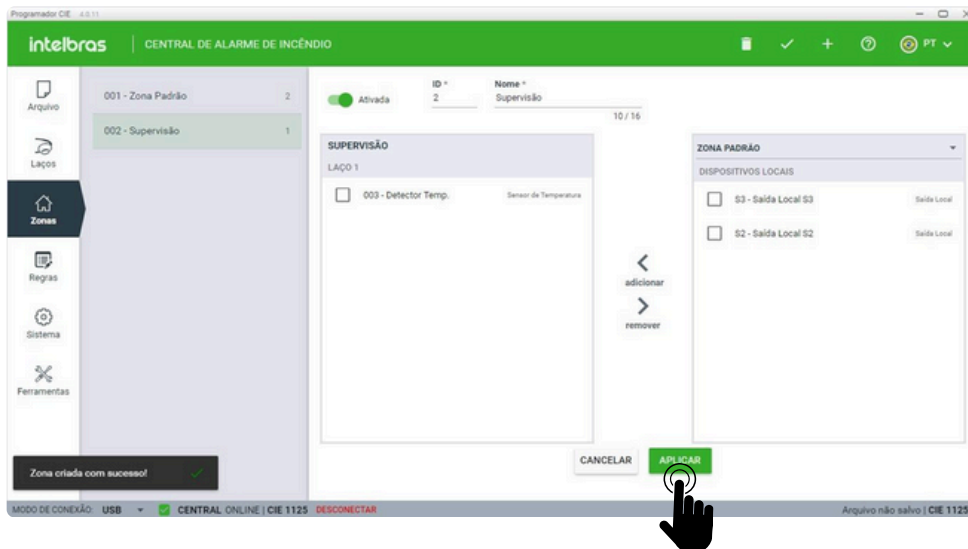 Programador CIE 4.0.11
intelbras CENTRAL DE ALARME DE INCÊNDIO PT
Arquivo
Laços
Zonas
Regras
Sistema
Ferramentas
001 - Zona Padrão 2
002 - Supervisão 1
Ativada
ID *
2
Nome *
Supervisão
10 / 16
SUPERVISÃO
LAÇO 1
003 - Detector Temp. Sensor de Temperatura
adicionar
remover
ZONA PADRÃO
DISPOSITIVOS LOCAIS
S3 - Saída Local S3 Saída Local
S2 - Saída Local S2 Saída Local
CANCELAR APLICAR
Zona criada com sucesso!
MODO DE CONEXÃO: USB CENTRAL ONLINE | CIE 1125 DESCONECTAR Arquivo não salvo | CIE 1125